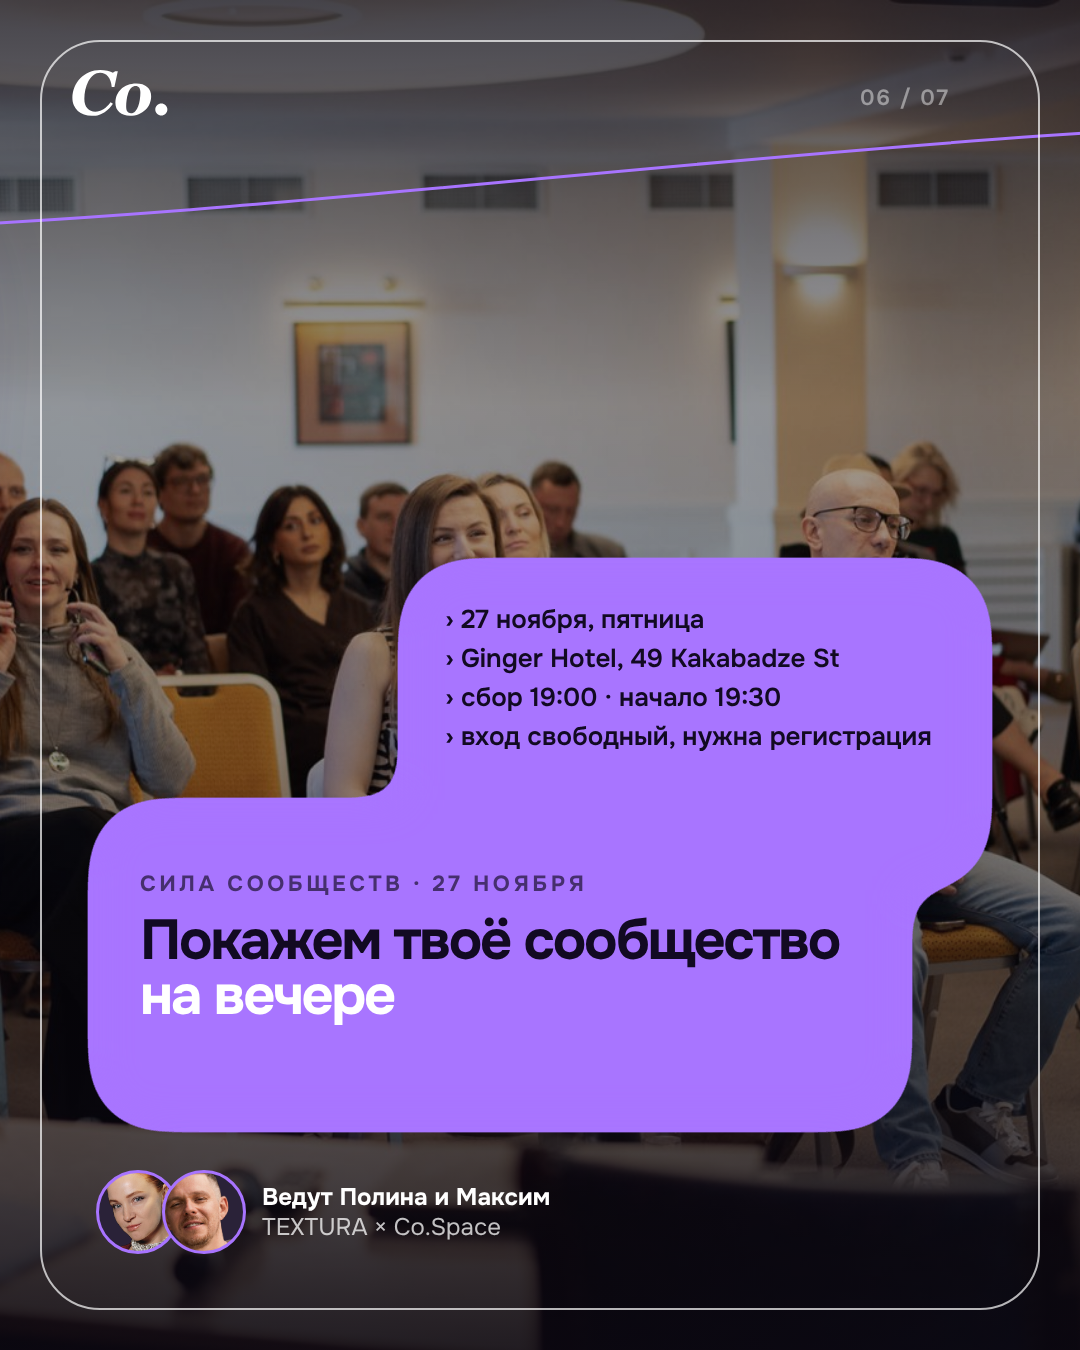 Co.
06 / 07
› 27 ноября, пятница
› Ginger Hotel, 49 Kakabadze St
› сбор 19:00 · начало 19:30
› вход свободный, нужна регистрация
СИЛА СООБЩЕСТВ · 27 НОЯБРЯ
Покажем твоё сообщество
на вечере
Ведут Полина и Максим
TEXTURA × Co.Space